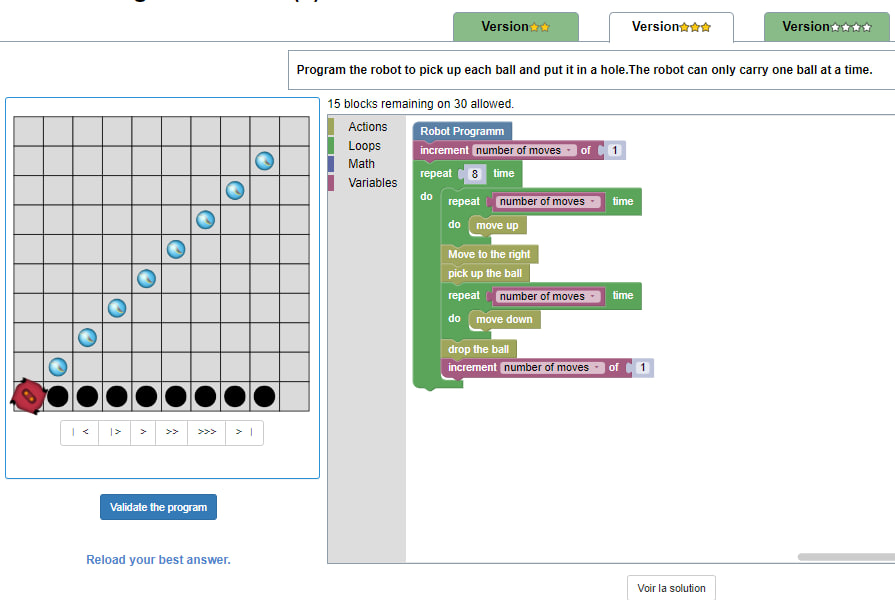 Version
Version
Version
Program the robot to pick up each ball and put it in a hole.The robot can only carry one ball at a time.
15 blocks remaining on 30 allowed.
Actions
Loops
Math
Variables
Robot Programm
increment number of moves of 1
repeat 8 time
do repeat number of moves time
do move up
Move to the right
pick up the ball
repeat number of moves time
do move down
drop the ball
increment number of moves of 1
| < |> > >> >>> > |
Validate the program
Reload your best answer.
Voir la solution